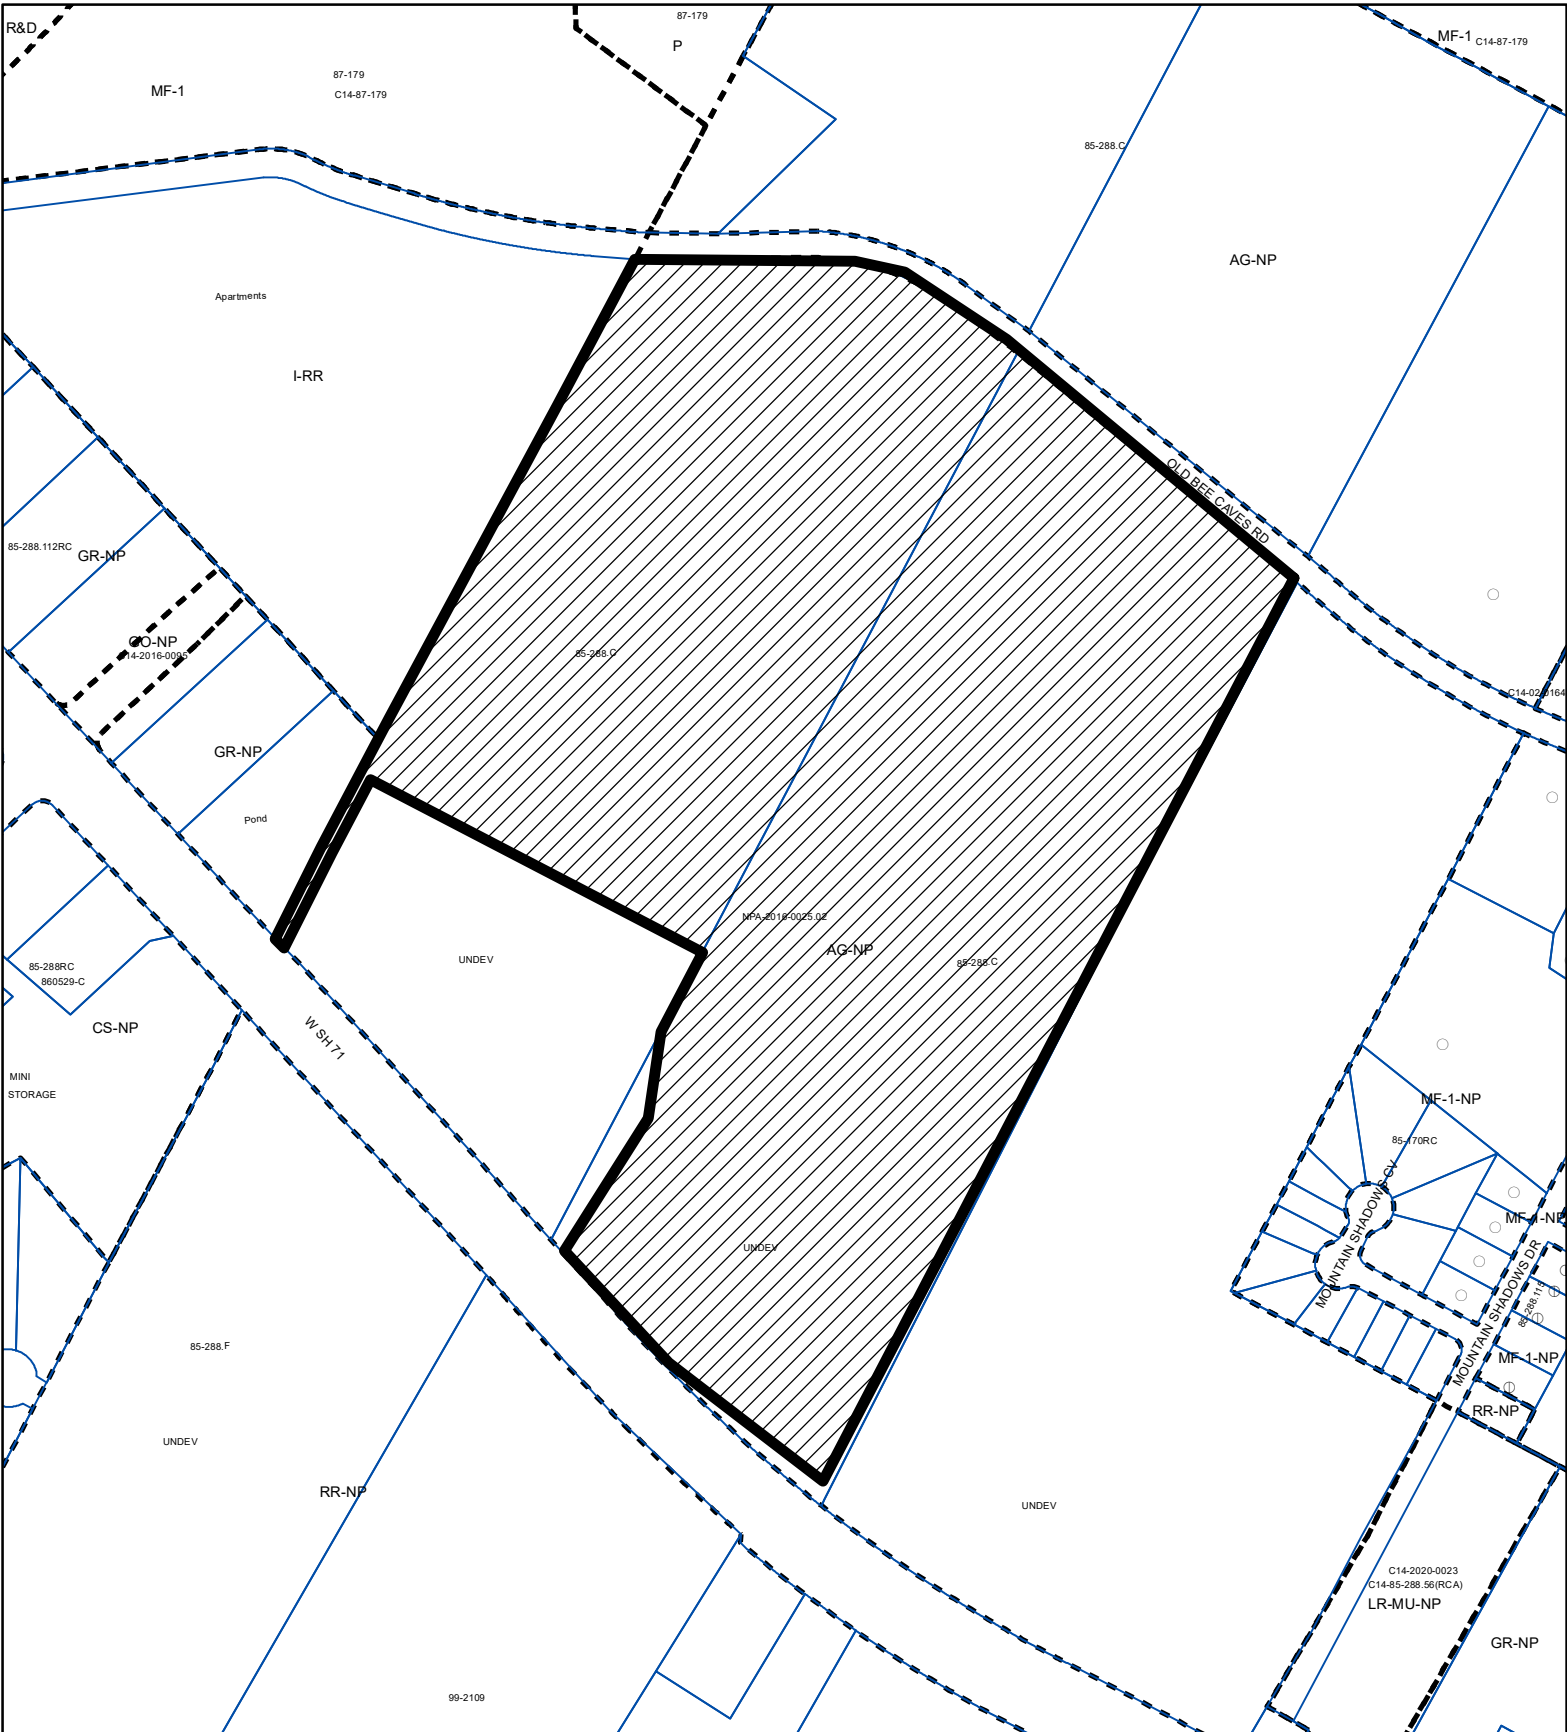 87-179
R&D
P
MF-1 C14-87-179
87-179
MF-1
C14-87-179
85-288.C
AG-NP
Apartments
I-RR
OLD BEE CAVES RD
85-288.112RC
GR-NP
GO-NP
C14-2016-0095
85-288.C
C14-02-0164
GR-NP
Pond
NPA-2016-0025.02
AG-NP
UNDEV
85-288.C
85-288RC
860529-C
CS-NP
W SH 71
MINI
STORAGE
MF-1-NP
85-170RC
MOUNTAIN SHADOWS CV
MF-1-NP
UNDEV
MOUNTAIN SHADOWS DR
85-288.F
MF-1-NP
RR-NP
UNDEV
RR-NP
UNDEV
C14-2020-0023
C14-85-288.56(RCA)
LR-MU-NP
GR-NP
99-2109